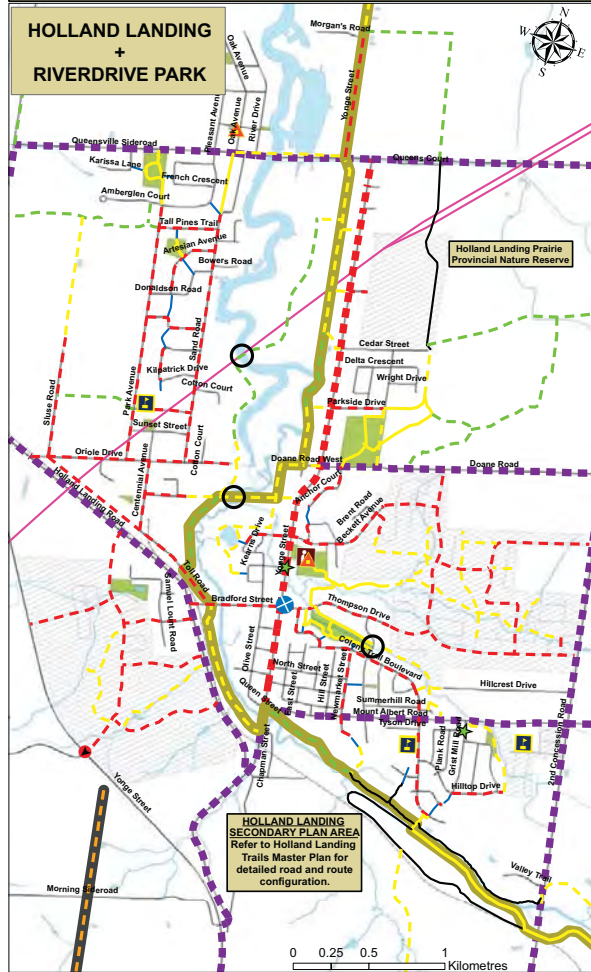 HOLLAND LANDING
+
RIVERDRIVE PARK
N
W
E
S
Morgan's Road
Oak Avenue
Pleasant Avenue
Oak Avenue
River Drive
Yonge Street
Queensville Sideroad
Queens Court
Karissa Lane
French Crescent
Amberglen Court
Tall Pines Trail
Artesian Avenue
Bowers Road
Holland Landing Prairie
Provincial Nature Reserve
Donaldson Road
Sand Road
Cedar Street
Delta Crescent
Wright Drive
Kilpatrick Drive
Cotton Court
Park Avenue
Sluse Road
Parkside Drive
Sunset Street
Oriole Drive
Cotton Court
Centennial Avenue
Doane Road West
Doane Road
Holland Landing Road
Anchor Court
Brent Road
Beckett Avenue
Kearns Drive
Yonge Street
Toll Road
Samuel Lount Road
Bradford Street
Thompson Drive
Colony Trail Boulevard
Olive Street
North Street
East Street
Hill Street
Newmarket Street
Hillcrest Drive
Summerhill Road
Mount Albert Road
Tyson Drive
Queen Street
Chapman Street
Plank Road
Grist Mill Road
2nd Concession Road
Hilltop Drive
Yonge Street
HOLLAND LANDING
SECONDARY PLAN AREA
Refer to Holland Landing
Trails Master Plan for
detailed road and route
configuration.
Valley Trail
Morning Sideroad
0 0.25 0.5 1
Kilometres